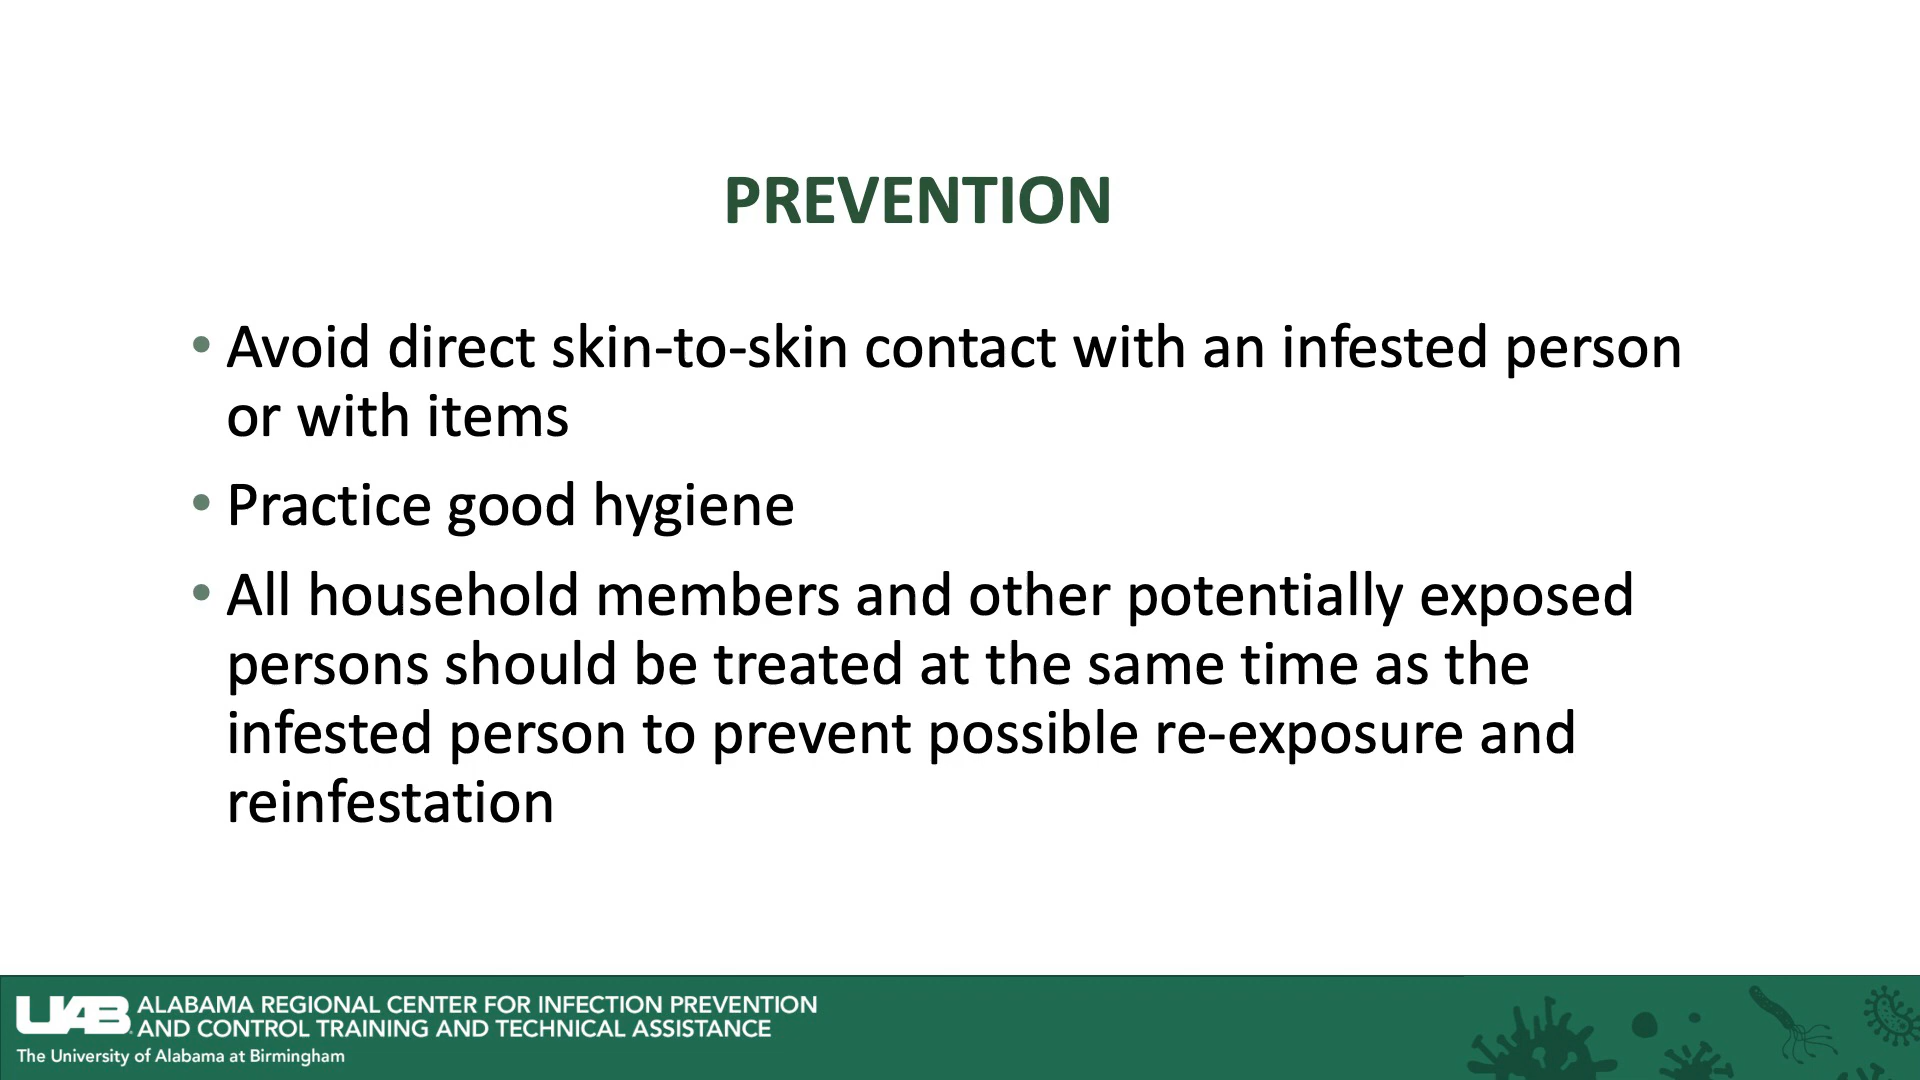 PREVENTION
• Avoid direct skin-to-skin contact with an infested person
or with items
• Practice good hygiene
• All household members and other potentially exposed
persons should be treated at the same time as the
infested person to prevent possible re-exposure and
reinfestation
UAB ALABAMA REGIONAL CENTER FOR INFECTION PREVENTION
AND CONTROL TRAINING AND TECHNICAL ASSISTANCE
The University of Alabama at Birmingham